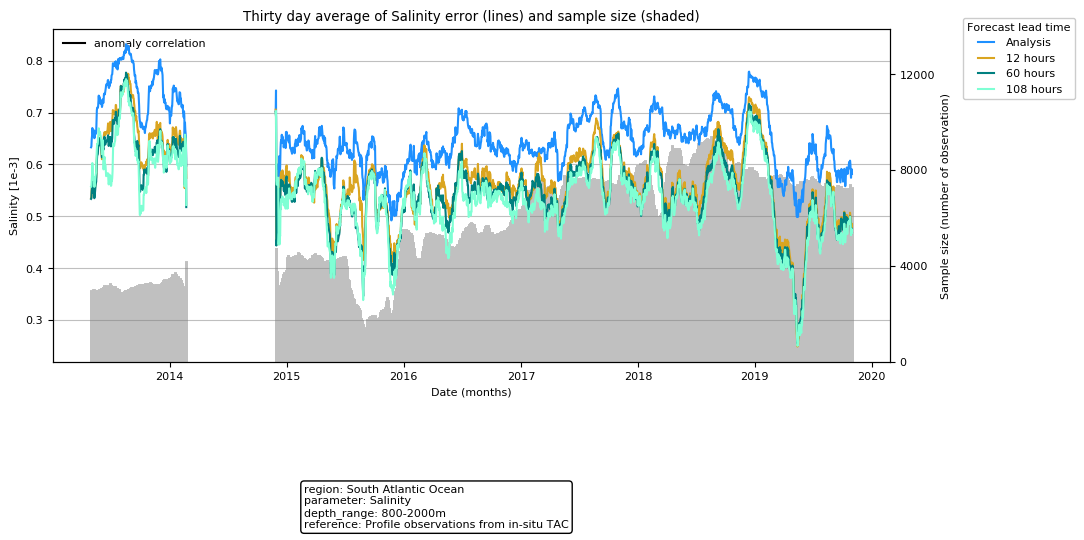 Thirty day average of Salinity error (lines) and sample size (shaded)
anomaly correlation
Forecast lead time
Analysis
12 hours
60 hours
108 hours
Salinity [1e-3]
0.8
0.7
0.6
0.5
0.4
0.3
12000
8000
4000
0
Sample size (number of observation)
2014
2015
2016
2017
2018
2019
2020
Date (months)
region: South Atlantic Ocean
parameter: Salinity
depth_range: 800-2000m
reference: Profile observations from in-situ TAC